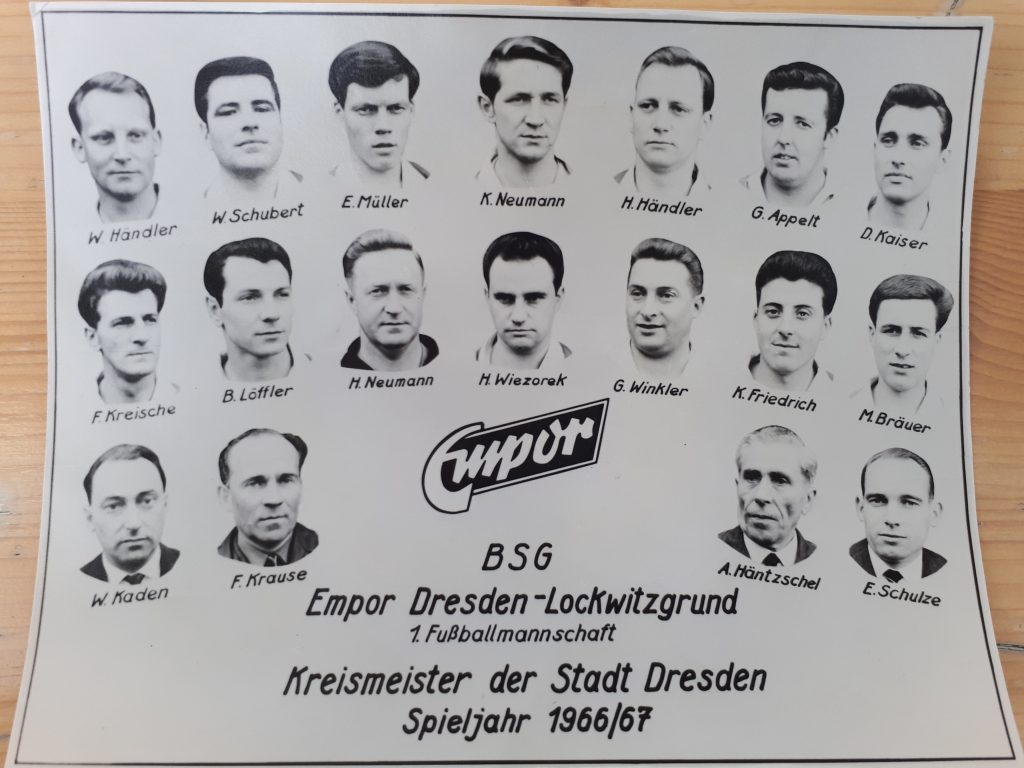 W. Händler W. Schubert E. Müller K. Neumann H. Händler G. Appelt D. Kaiser
F. Kreische B. Löffler H. Neumann H. Wiezorek G. Winkler K. Friedrich M. Bräuer
Empor
W. Kaden F. Krause A. Häntzschel E. Schulze
BSG
Empor Dresden-Lockwitzgrund
1. Fußballmannschaft
Kreismeister der Stadt Dresden
Spieljahr 1966/67